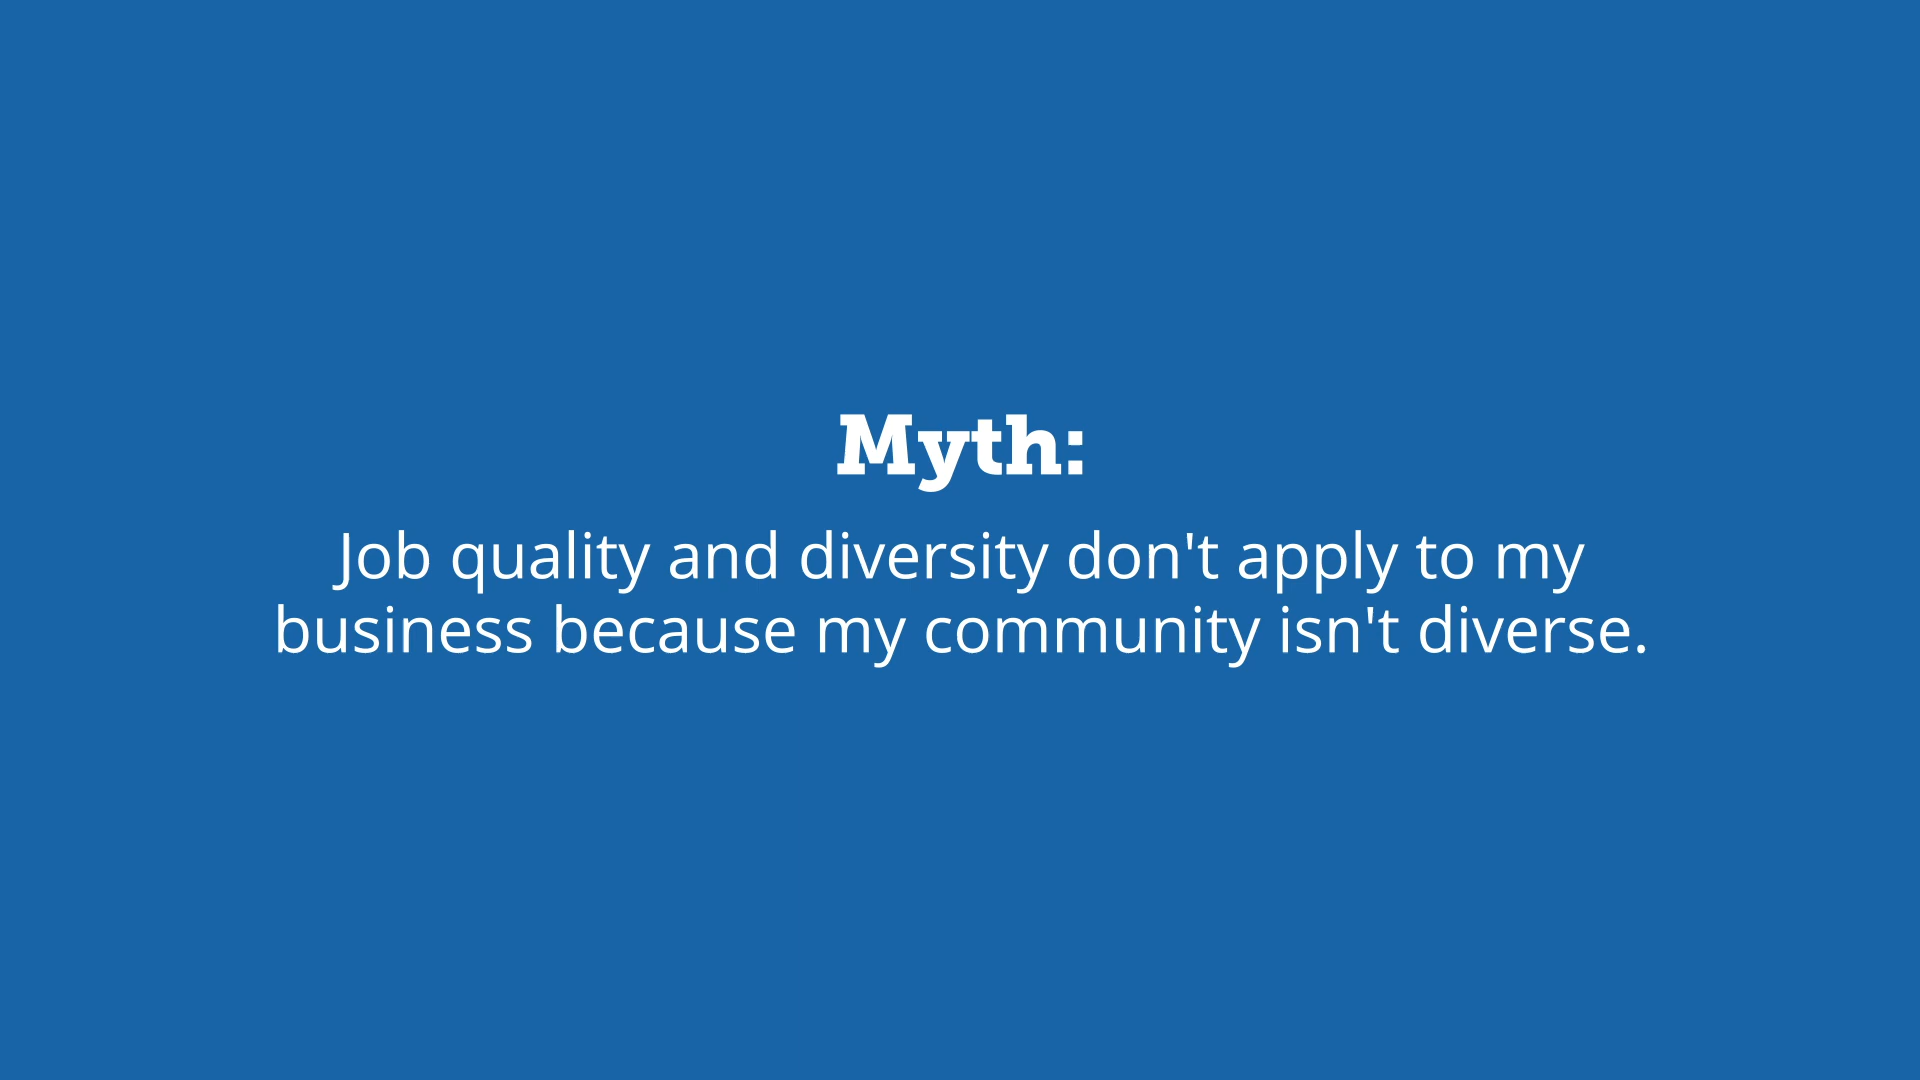 Myth:
Job quality and diversity don't apply to my
business because my community isn't diverse.